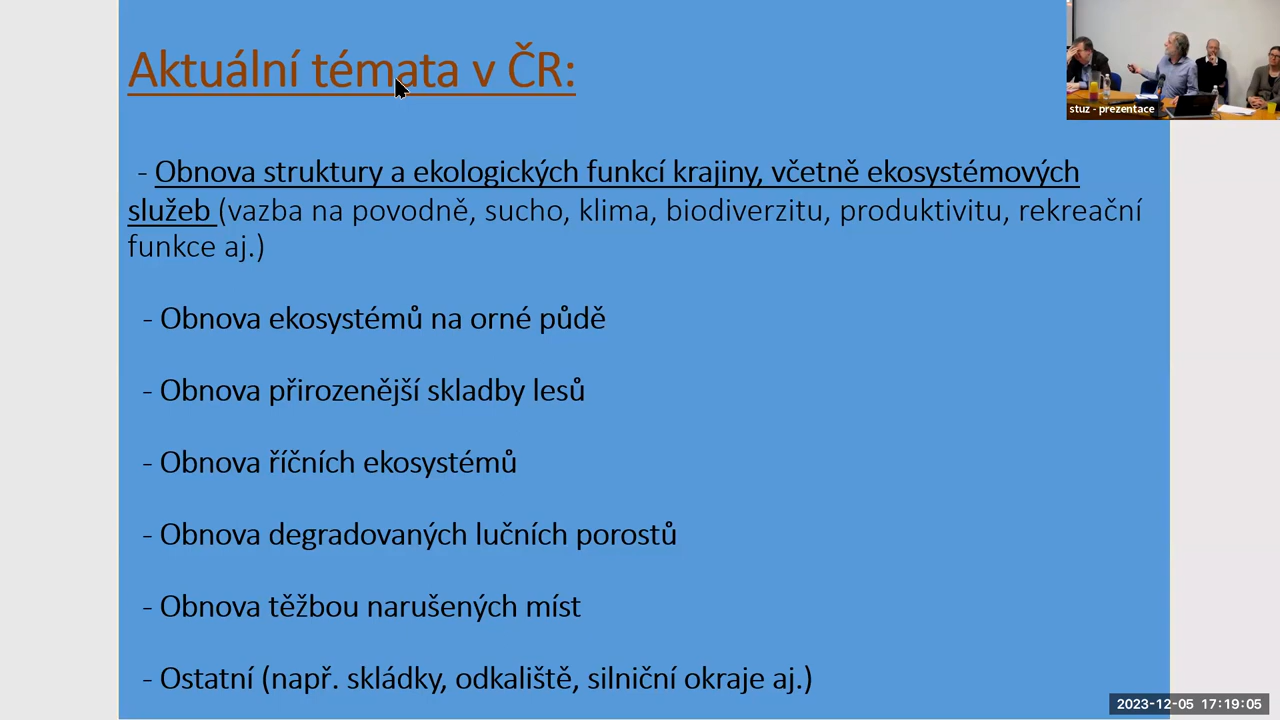 Aktuální témata v ČR:
stuz - prezentace
- Obnova struktury a ekologických funkcí krajiny, včetně ekosystémových
služeb (vazba na povodně, sucho, klima, biodiverzitu, produktivitu, rekreační
funkce aj.)
- Obnova ekosystémů na orné půdě
- Obnova přirozenější skladby lesů
- Obnova říčních ekosystémů
- Obnova degradovaných lučních porostů
- Obnova těžbou narušených míst
- Ostatní (např. skládky, odkaliště, silniční okraje aj.)
2023-12-05 17:19:05